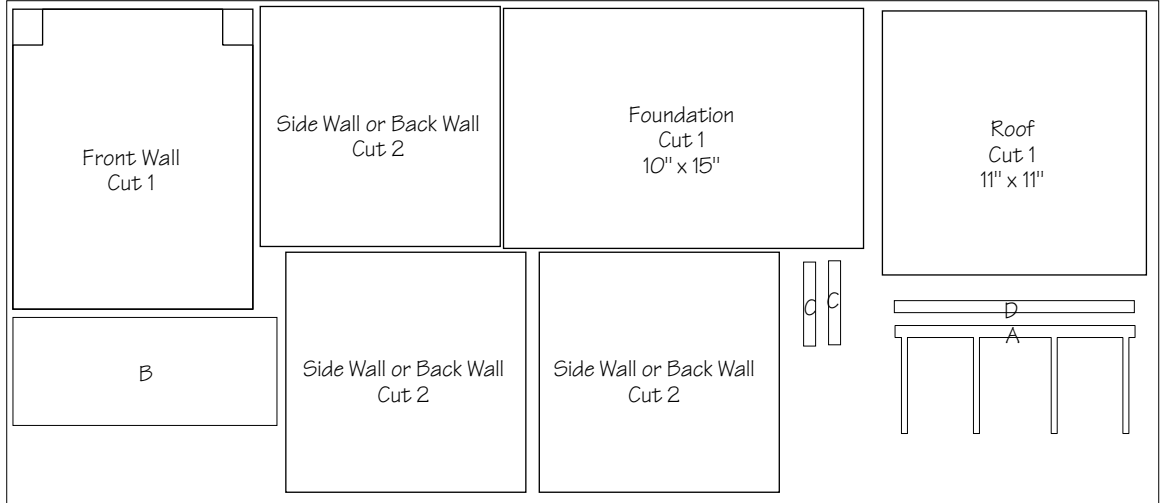 Front Wall
Cut 1
Side Wall or Back Wall
Cut 2
Foundation
Cut 1
10" x 15"
Roof
Cut 1
11" x 11"
B
Side Wall or Back Wall
Cut 2
Side Wall or Back Wall
Cut 2
C
C
D
A